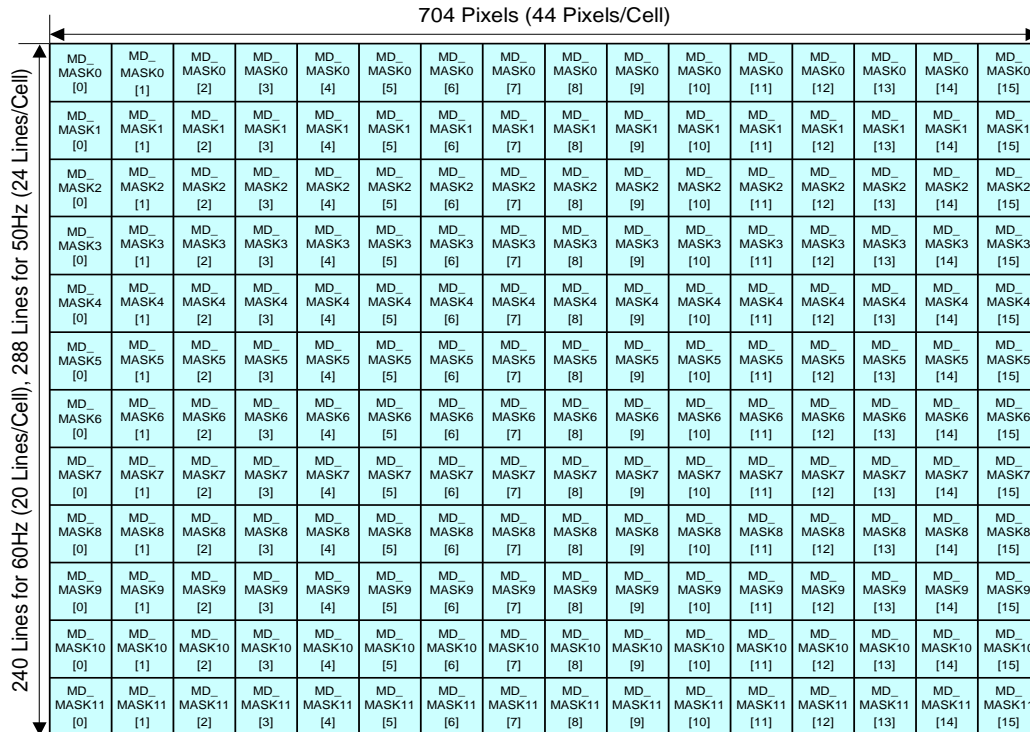 704 Pixels (44 Pixels/Cell)
240 Lines for 60Hz (20 Lines/Cell), 288 Lines for 50Hz (24 Lines/Cell)
MD_ MD_ MD_ MD_ MD_ MD_ MD_ MD_ MD_ MD_ MD_ MD_ MD_ MD_ MD_ MD_
MASK0 MASK0 MASK0 MASK0 MASK0 MASK0 MASK0 MASK0 MASK0 MASK0 MASK0 MASK0 MASK0 MASK0 MASK0 MASK0
[0] [1] [2] [3] [4] [5] [6] [7] [8] [9] [10] [11] [12] [13] [14] [15]
MD_ MD_ MD_ MD_ MD_ MD_ MD_ MD_ MD_ MD_ MD_ MD_ MD_ MD_ MD_ MD_
MASK1 MASK1 MASK1 MASK1 MASK1 MASK1 MASK1 MASK1 MASK1 MASK1 MASK1 MASK1 MASK1 MASK1 MASK1 MASK1
[0] [1] [2] [3] [4] [5] [6] [7] [8] [9] [10] [11] [12] [13] [14] [15]
MD_ MD_ MD_ MD_ MD_ MD_ MD_ MD_ MD_ MD_ MD_ MD_ MD_ MD_ MD_ MD_
MASK2 MASK2 MASK2 MASK2 MASK2 MASK2 MASK2 MASK2 MASK2 MASK2 MASK2 MASK2 MASK2 MASK2 MASK2 MASK2
[0] [1] [2] [3] [4] [5] [6] [7] [8] [9] [10] [11] [12] [13] [14] [15]
MD_ MD_ MD_ MD_ MD_ MD_ MD_ MD_ MD_ MD_ MD_ MD_ MD_ MD_ MD_ MD_
MASK3 MASK3 MASK3 MASK3 MASK3 MASK3 MASK3 MASK3 MASK3 MASK3 MASK3 MASK3 MASK3 MASK3 MASK3 MASK3
[0] [1] [2] [3] [4] [5] [6] [7] [8] [9] [10] [11] [12] [13] [14] [15]
MD_ MD_ MD_ MD_ MD_ MD_ MD_ MD_ MD_ MD_ MD_ MD_ MD_ MD_ MD_ MD_
MASK4 MASK4 MASK4 MASK4 MASK4 MASK4 MASK4 MASK4 MASK4 MASK4 MASK4 MASK4 MASK4 MASK4 MASK4 MASK4
[0] [1] [2] [3] [4] [5] [6] [7] [8] [9] [10] [11] [12] [13] [14] [15]
MD_ MD_ MD_ MD_ MD_ MD_ MD_ MD_ MD_ MD_ MD_ MD_ MD_ MD_ MD_ MD_
MASK5 MASK5 MASK5 MASK5 MASK5 MASK5 MASK5 MASK5 MASK5 MASK5 MASK5 MASK5 MASK5 MASK5 MASK5 MASK5
[0] [1] [2] [3] [4] [5] [6] [7] [8] [9] [10] [11] [12] [13] [14] [15]
MD_ MD_ MD_ MD_ MD_ MD_ MD_ MD_ MD_ MD_ MD_ MD_ MD_ MD_ MD_ MD_
MASK6 MASK6 MASK6 MASK6 MASK6 MASK6 MASK6 MASK6 MASK6 MASK6 MASK6 MASK6 MASK6 MASK6 MASK6 MASK6
[0] [1] [2] [3] [4] [5] [6] [7] [8] [9] [10] [11] [12] [13] [14] [15]
MD_ MD_ MD_ MD_ MD_ MD_ MD_ MD_ MD_ MD_ MD_ MD_ MD_ MD_ MD_ MD_
MASK7 MASK7 MASK7 MASK7 MASK7 MASK7 MASK7 MASK7 MASK7 MASK7 MASK7 MASK7 MASK7 MASK7 MASK7 MASK7
[0] [1] [2] [3] [4] [5] [6] [7] [8] [9] [10] [11] [12] [13] [14] [15]
MD_ MD_ MD_ MD_ MD_ MD_ MD_ MD_ MD_ MD_ MD_ MD_ MD_ MD_ MD_ MD_
MASK8 MASK8 MASK8 MASK8 MASK8 MASK8 MASK8 MASK8 MASK8 MASK8 MASK8 MASK8 MASK8 MASK8 MASK8 MASK8
[0] [1] [2] [3] [4] [5] [6] [7] [8] [9] [10] [11] [12] [13] [14] [15]
MD_ MD_ MD_ MD_ MD_ MD_ MD_ MD_ MD_ MD_ MD_ MD_ MD_ MD_ MD_ MD_
MASK9 MASK9 MASK9 MASK9 MASK9 MASK9 MASK9 MASK9 MASK9 MASK9 MASK9 MASK9 MASK9 MASK9 MASK9 MASK9
[0] [1] [2] [3] [4] [5] [6] [7] [8] [9] [10] [11] [12] [13] [14] [15]
MD_ MD_ MD_ MD_ MD_ MD_ MD_ MD_ MD_ MD_ MD_ MD_ MD_ MD_ MD_ MD_
MASK10 MASK10 MASK10 MASK10 MASK10 MASK10 MASK10 MASK10 MASK10 MASK10 MASK10 MASK10 MASK10 MASK10 MASK10 MASK10
[0] [1] [2] [3] [4] [5] [6] [7] [8] [9] [10] [11] [12] [13] [14] [15]
MD_ MD_ MD_ MD_ MD_ MD_ MD_ MD_ MD_ MD_ MD_ MD_ MD_ MD_ MD_ MD_
MASK11 MASK11 MASK11 MASK11 MASK11 MASK11 MASK11 MASK11 MASK11 MASK11 MASK11 MASK11 MASK11 MASK11 MASK11 MASK11
[0] [1] [2] [3] [4] [5] [6] [7] [8] [9] [10] [11] [12] [13] [14] [15]